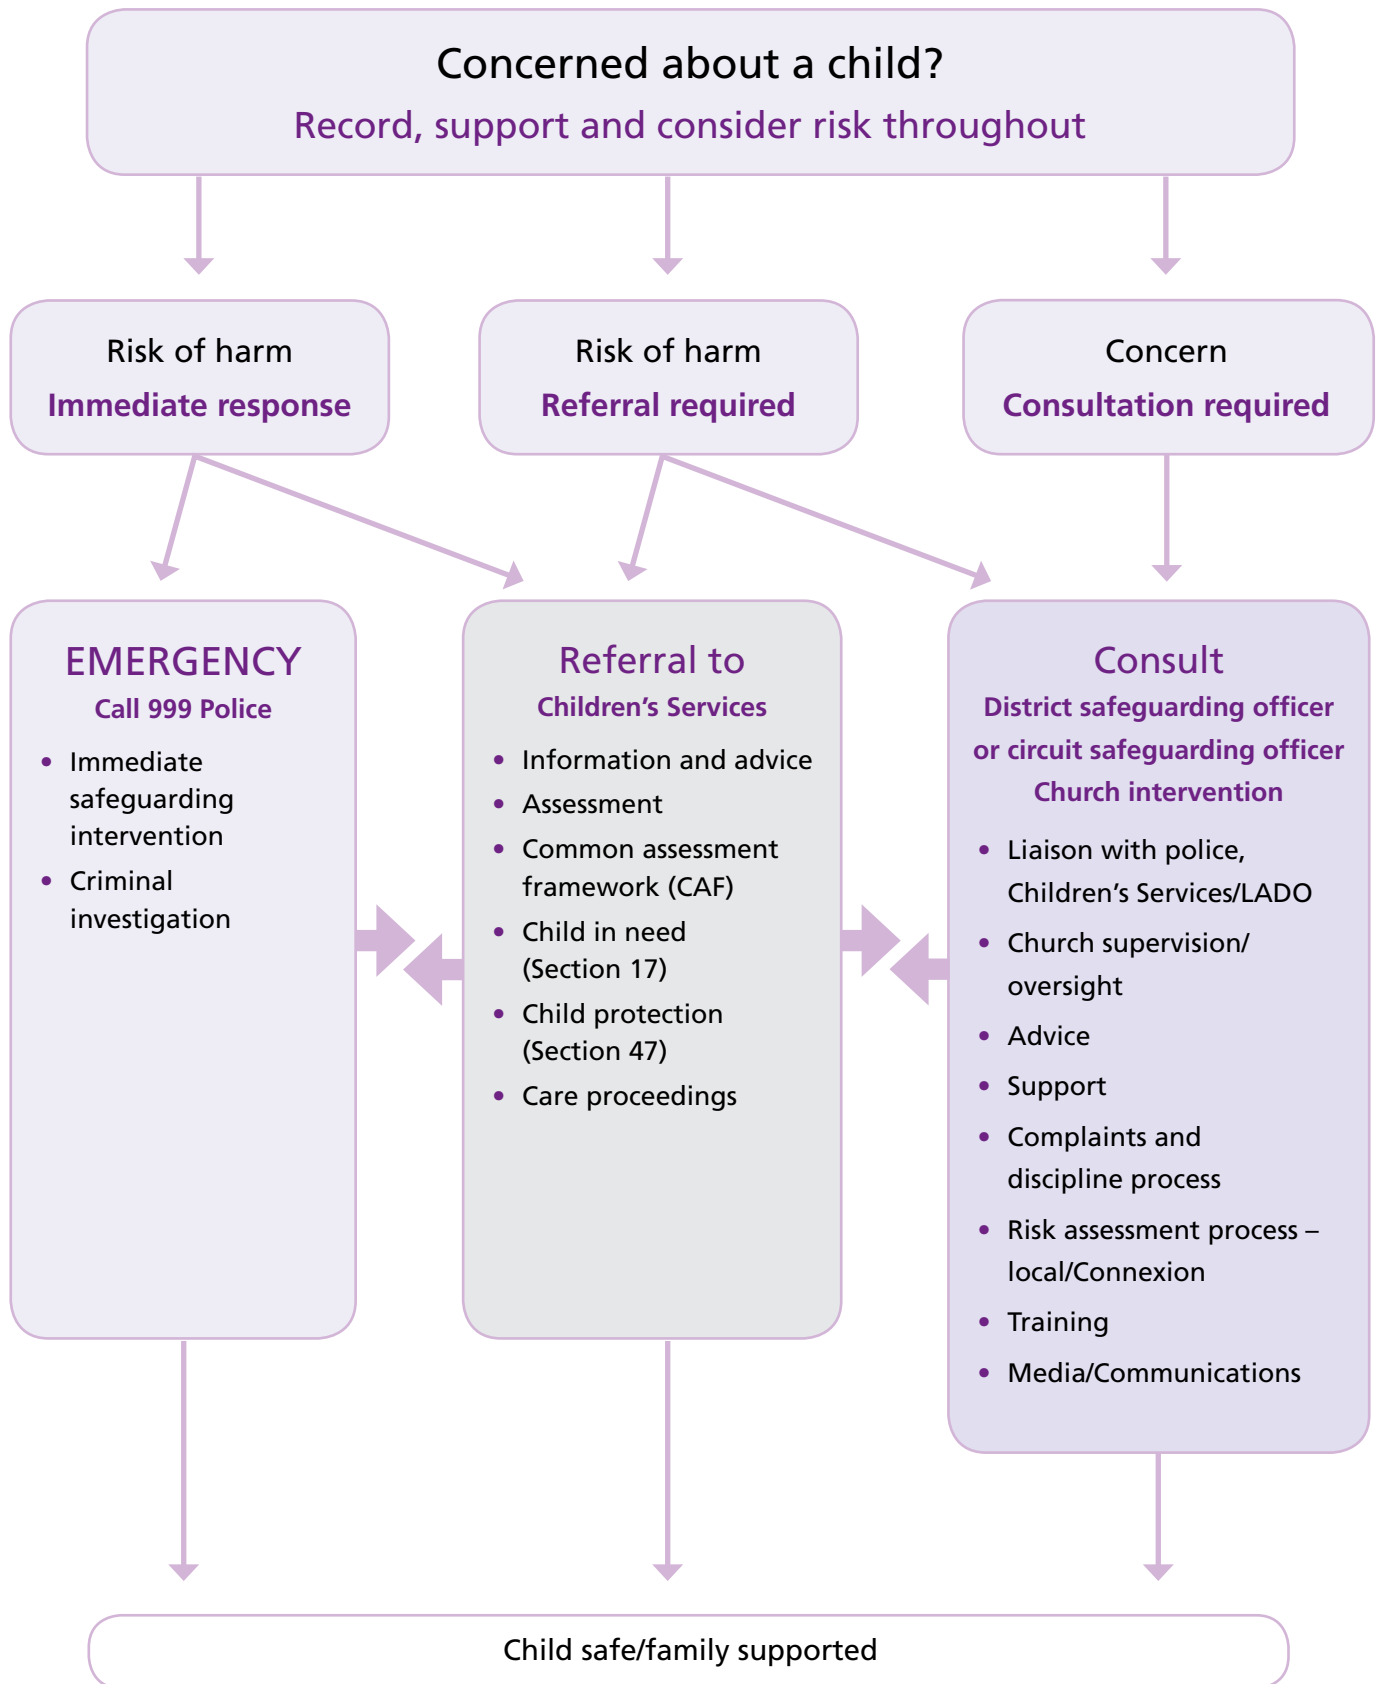 Concerned about a child?
Record, support and consider risk throughout
Risk of harm
Immediate response
Risk of harm
Referral required
Concern
Consultation required
EMERGENCY
Call 999 Police
• Immediate
safeguarding
intervention
• Criminal
investigation
Referral to
Children’s Services
• Information and advice
• Assessment
• Common assessment
framework (CAF)
• Child in need
(Section 17)
• Child protection
(Section 47)
• Care proceedings
Consult
District safeguarding officer
or circuit safeguarding officer
Church intervention
• Liaison with police,
Children’s Services/LADO
• Church supervision/
oversight
• Advice
• Support
• Complaints and
discipline process
• Risk assessment process –
local/Connexion
• Training
• Media/Communications
Child safe/family supported